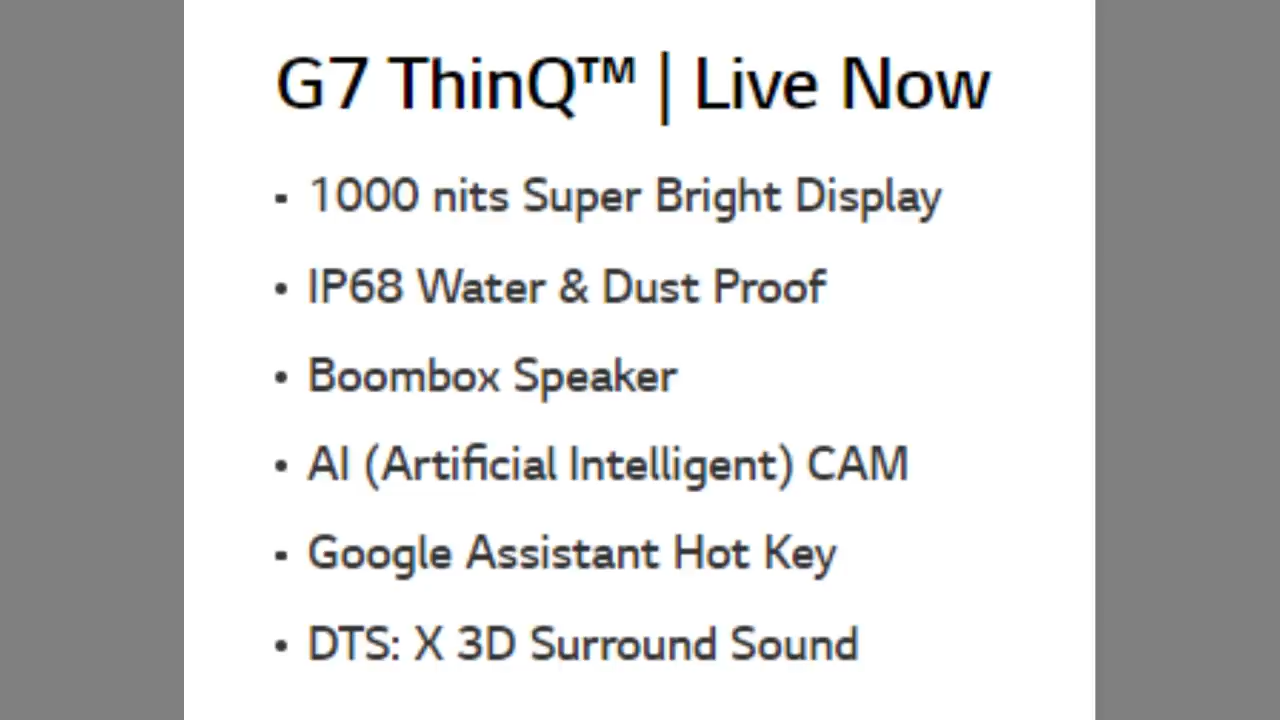 G7 ThinQ™ | Live Now
▪ 1000 nits Super Bright Display
• IP68 Water & Dust Proof
• Boombox Speaker
• AI (Artificial Intelligent) CAM
▪ Google Assistant Hot Key
• DTS: X 3D Surround Sound